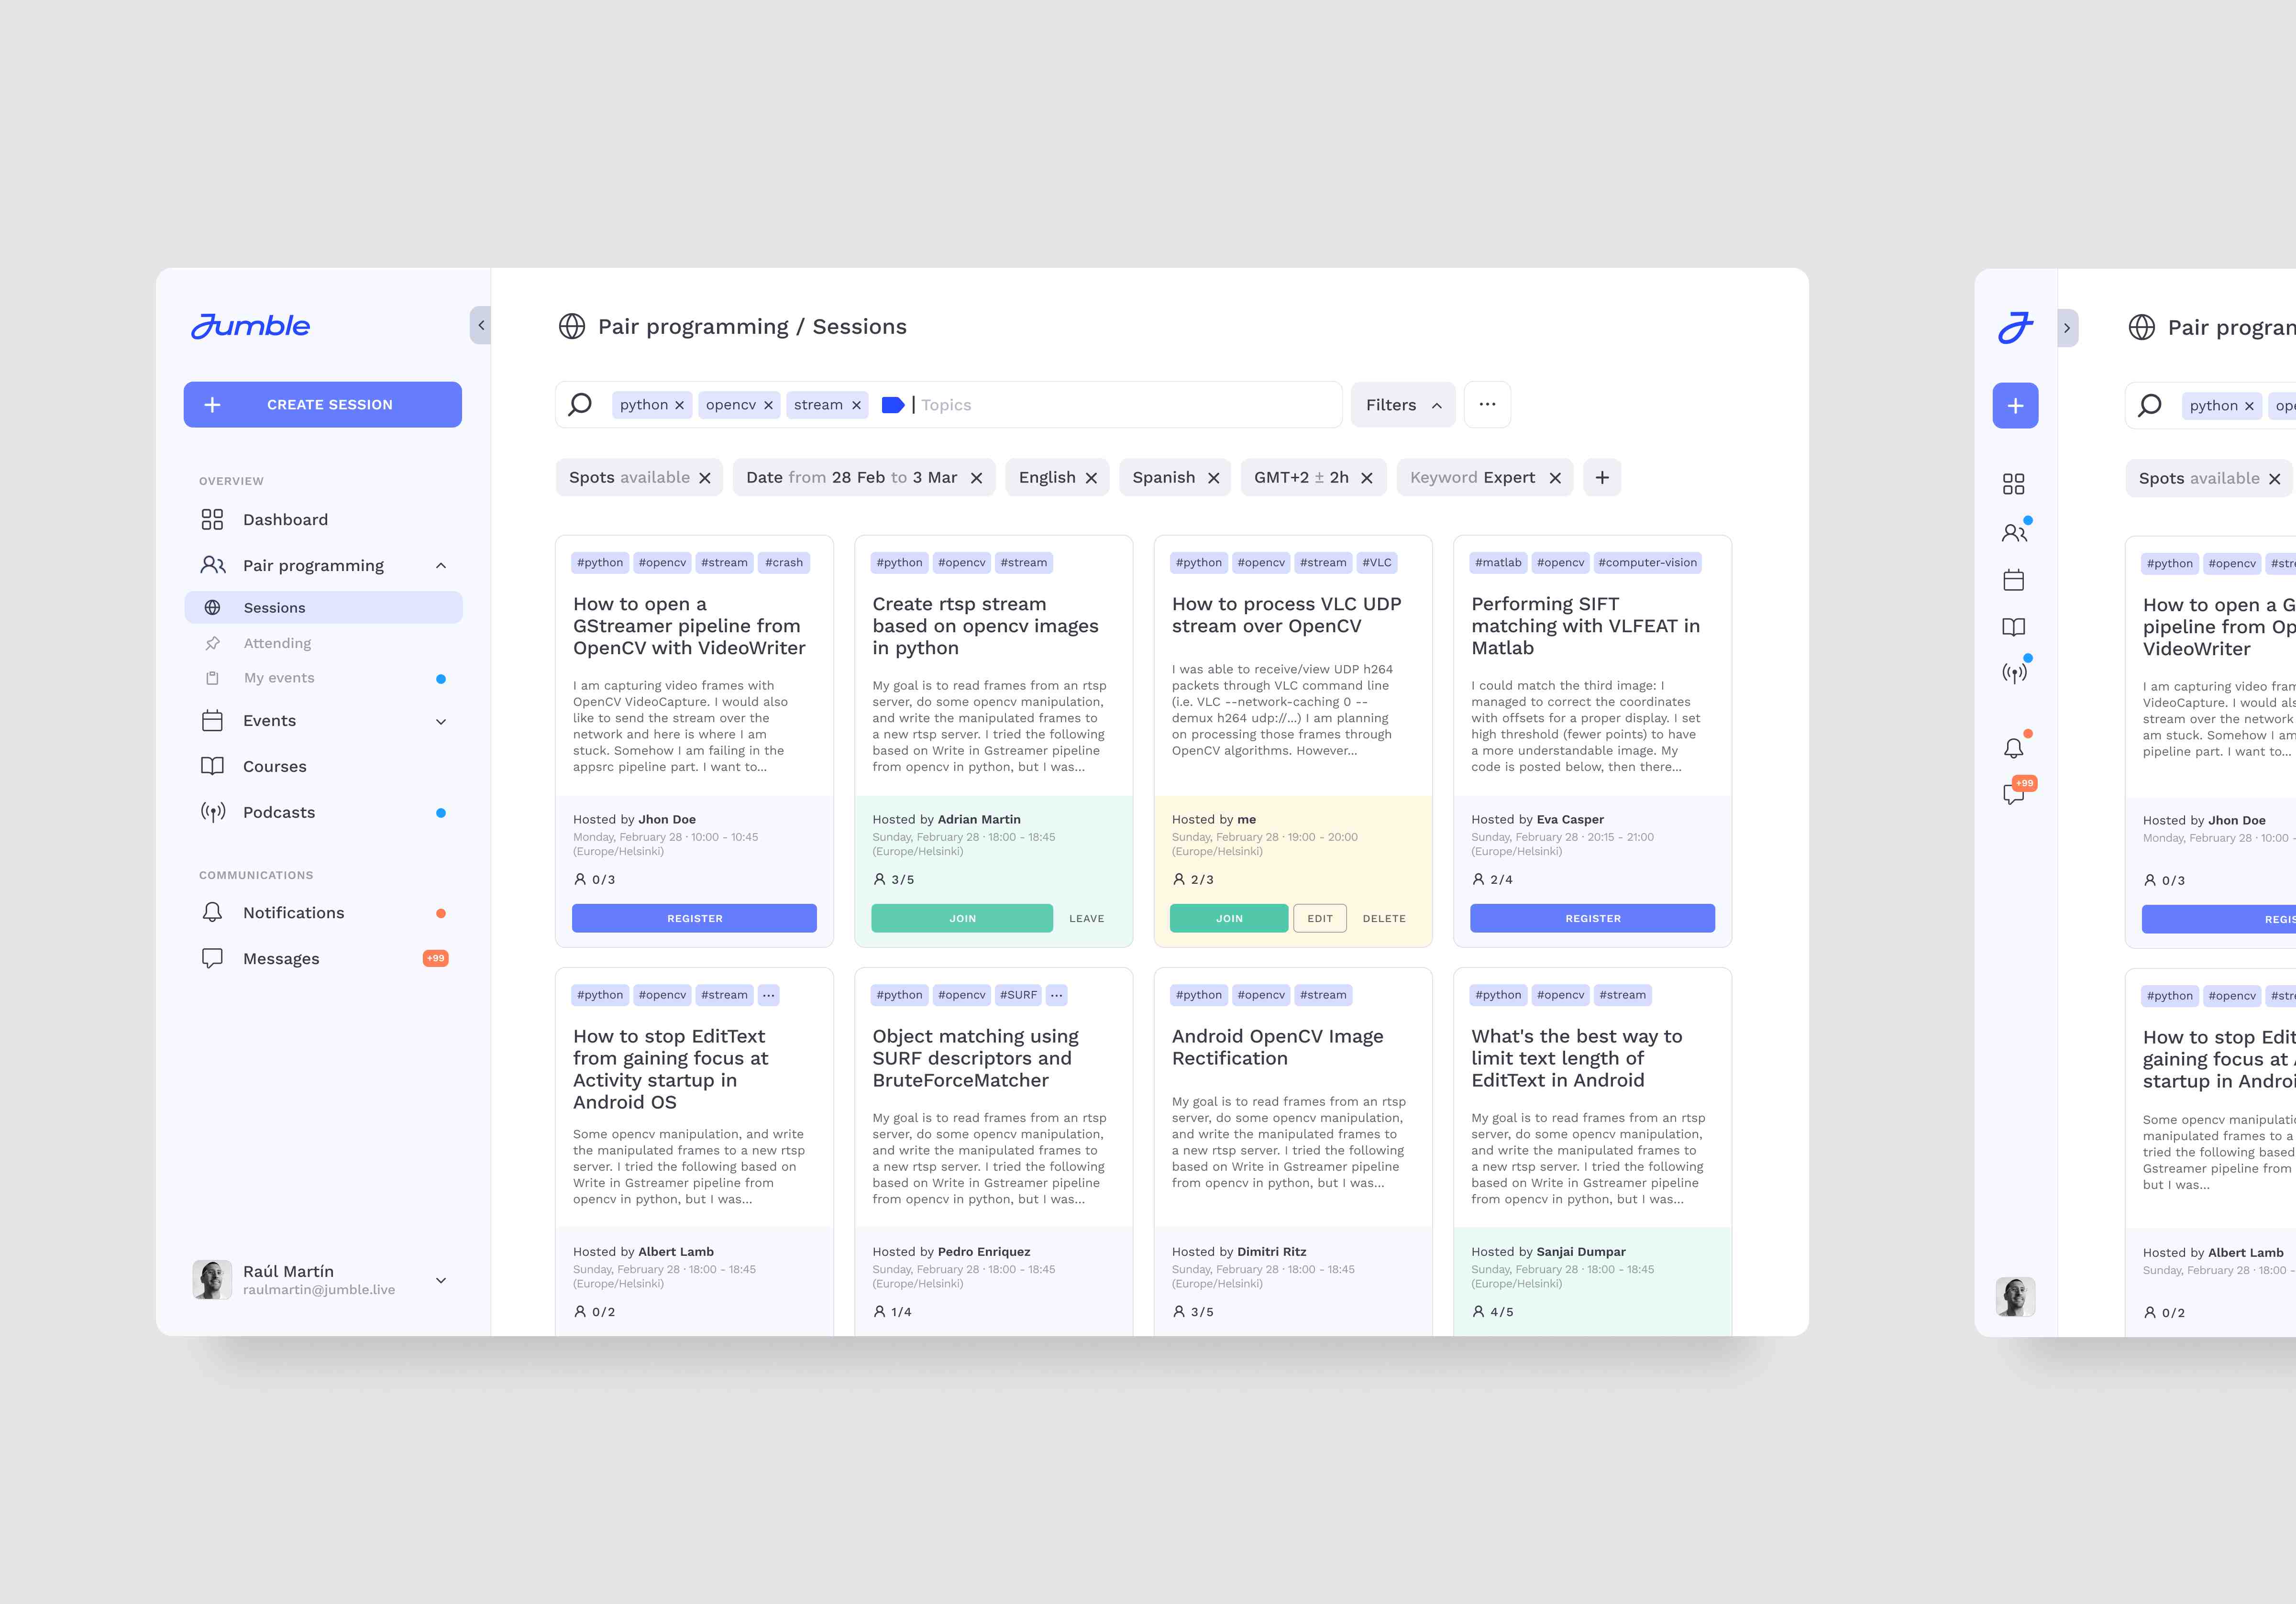 Jumble
CREATE SESSION
OVERVIEW
Dashboard
Pair programming
Sessions
Attending
My events
Events
Courses
Podcasts
COMMUNICATIONS
Notifications
Messages
+99
Raúl Martín
raulmartin@jumble.live
Pair programming / Sessions
python opencv stream Topics
Filters
Spots available Date from 28 Feb to 3 Mar English Spanish GMT+2 ± 2h Keyword Expert
#python #opencv #stream #crash
How to open a
GStreamer pipeline from
OpenCV with VideoWriter
I am capturing video frames with
OpenCV VideoCapture. I would also
like to send the stream over the
network and here is where I am
stuck. Somehow I am failing in the
appsrc pipeline part. I want to...
Hosted by Jhon Doe
Monday, February 28 · 10:00 - 10:45
(Europe/Helsinki)
0/3
REGISTER
#python #opencv #stream
Create rtsp stream
based on opencv images
in python
My goal is to read frames from an rtsp
server, do some opencv manipulation,
and write the manipulated frames to
a new rtsp server. I tried the following
based on Write in Gstreamer pipeline
from opencv in python, but I was...
Hosted by Adrian Martin
Sunday, February 28 · 18:00 - 18:45
(Europe/Helsinki)
3/5
JOIN LEAVE
#python #opencv #stream #VLC
How to process VLC UDP
stream over OpenCV
I was able to receive/view UDP h264
packets through VLC command line
(i.e. VLC --network-caching 0 --
demux h264 udp://...) I am planning
on processing those frames through
OpenCV algorithms. However...
Hosted by me
Sunday, February 28 · 19:00 - 20:00
(Europe/Helsinki)
2/3
JOIN EDIT DELETE
#matlab #opencv #computer-vision
Performing SIFT
matching with VLFEAT in
Matlab
I could match the third image: I
managed to correct the coordinates
with offsets for a proper display. I set
high threshold (fewer points) to have
a more understandable image. My
code is posted below, then there...
Hosted by Eva Casper
Sunday, February 28 · 20:15 - 21:00
(Europe/Helsinki)
2/4
REGISTER
#python #opencv #stream ...
How to stop EditText
from gaining focus at
Activity startup in
Android OS
Some opencv manipulation, and write
the manipulated frames to a new rtsp
server. I tried the following based on
Write in Gstreamer pipeline from
opencv in python, but I was...
Hosted by Albert Lamb
Sunday, February 28 · 18:00 - 18:45
(Europe/Helsinki)
0/2
#python #opencv #SURF ...
Object matching using
SURF descriptors and
BruteForceMatcher
My goal is to read frames from an rtsp
server, do some opencv manipulation,
and write the manipulated frames to
a new rtsp server. I tried the following
based on Write in Gstreamer pipeline
from opencv in python, but I was...
Hosted by Pedro Enriquez
Sunday, February 28 · 18:00 - 18:45
(Europe/Helsinki)
1/4
#python #opencv #stream
Android OpenCV Image
Rectification
My goal is to read frames from an rtsp
server, do some opencv manipulation,
and write the manipulated frames to
a new rtsp server. I tried the following
based on Write in Gstreamer pipeline
from opencv in python, but I was...
Hosted by Dimitri Ritz
Sunday, February 28 · 18:00 - 18:45
(Europe/Helsinki)
3/5
#python #opencv #stream
What's the best way to
limit text length of
EditText in Android
My goal is to read frames from an rtsp
server, do some opencv manipulation,
and write the manipulated frames to
a new rtsp server. I tried the following
based on Write in Gstreamer pipeline
from opencv in python, but I was...
Hosted by Sanjai Dumpar
Sunday, February 28 · 18:00 - 18:45
(Europe/Helsinki)
4/5
J
+99
Pair program
python ope
Spots available
#python #opencv #stre
How to open a G
pipeline from Op
VideoWriter
I am capturing video fram
VideoCapture. I would als
stream over the network
am stuck. Somehow I am
pipeline part. I want to...
Hosted by Jhon Doe
Monday, February 28 · 10:00 -
0/3
REGIS
#python #opencv #stre
How to stop Edit
gaining focus at
startup in Androi
Some opencv manipulatio
manipulated frames to a
tried the following based
Gstreamer pipeline from
but I was...
Hosted by Albert Lamb
Sunday, February 28 · 18:00 -
0/2